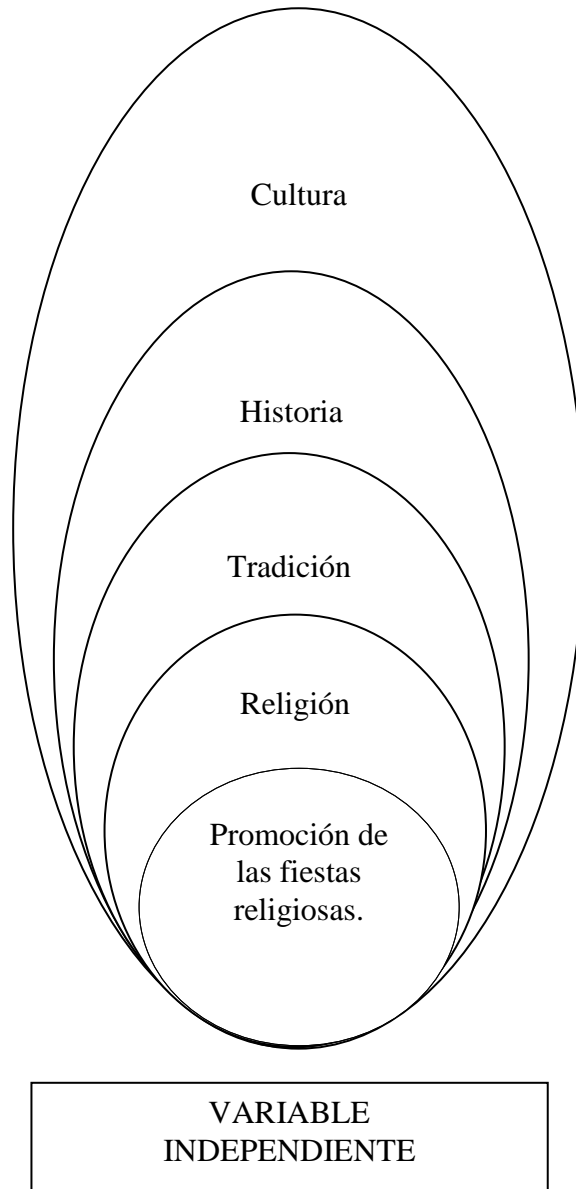 Cultura
Historia
Tradición
Religión
Promoción de
las fiestas
religiosas.
VARIABLE
INDEPENDIENTE